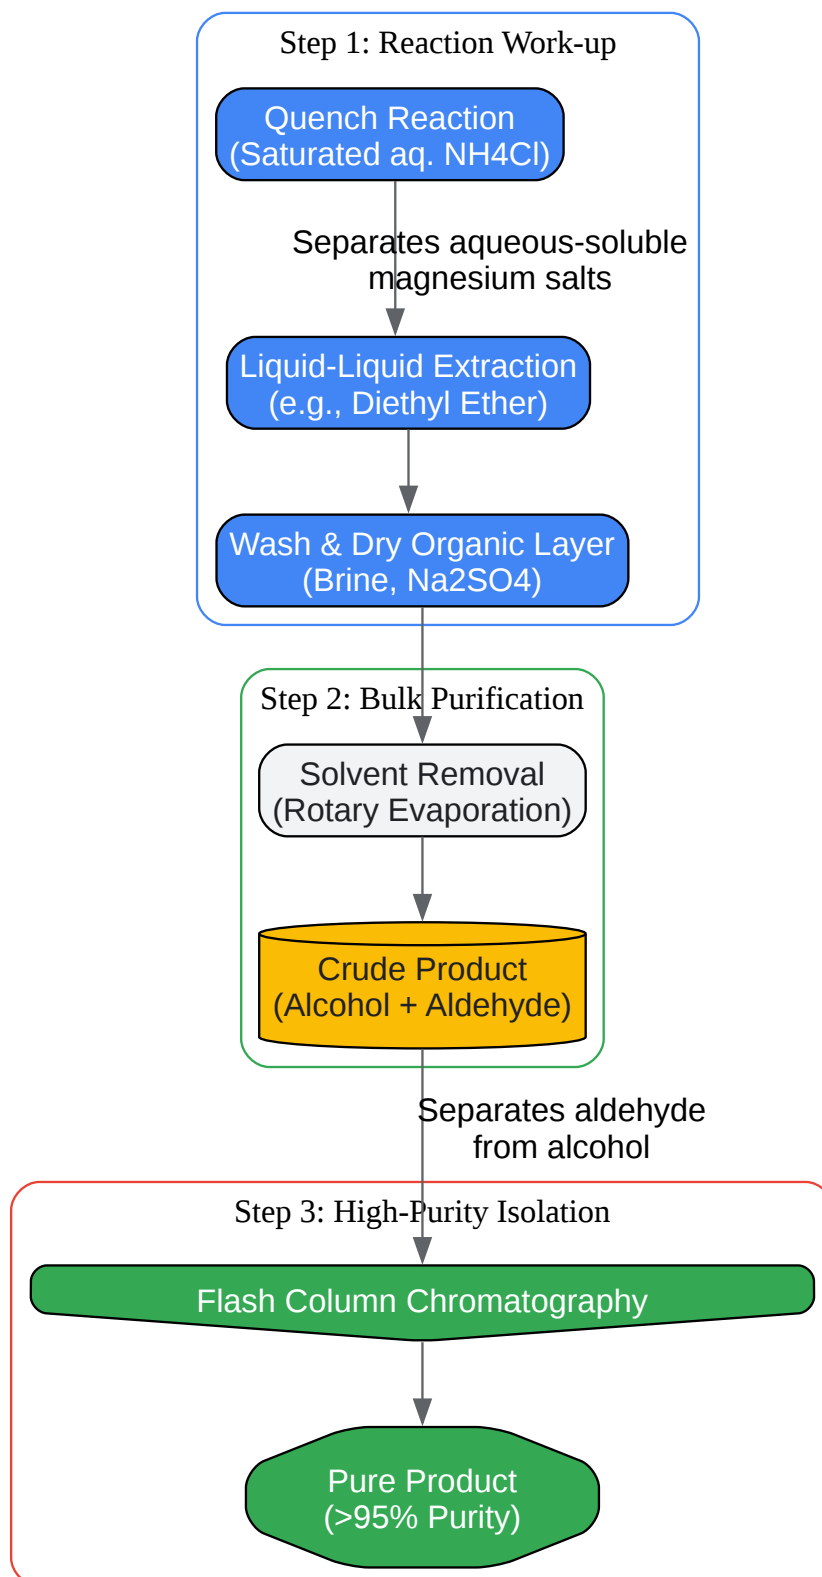 Step 1: Reaction Work-up
Quench Reaction
(Saturated aq. NH4Cl)
Separates aqueous-soluble
magnesium salts
Liquid-Liquid Extraction
(e.g., Diethyl Ether)
Wash & Dry Organic Layer
(Brine, Na2SO4)
Step 2: Bulk Purification
Solvent Removal
(Rotary Evaporation)
Crude Product
(Alcohol + Aldehyde)
Separates aldehyde
from alcohol
Step 3: High-Purity Isolation
Flash Column Chromatography
Pure Product
(>95% Purity)